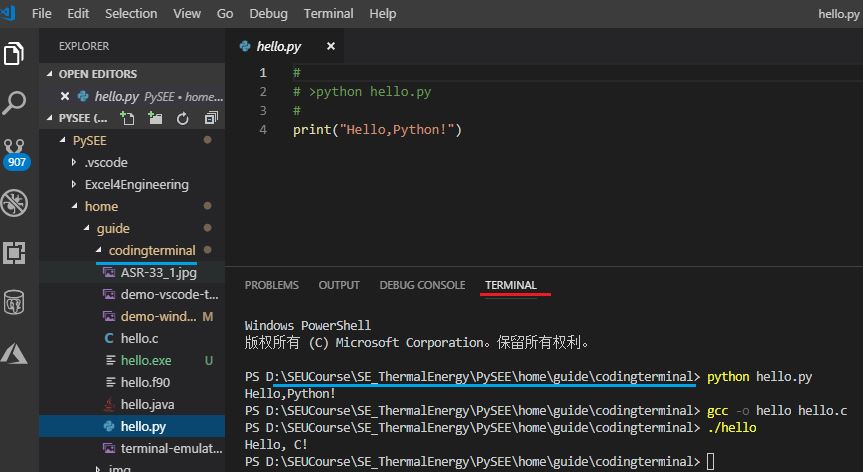 File Edit Selection View Go Debug Terminal Help hello.py
EXPLORER
OPEN EDITORS
hello.py PySEE • home...
PYSEE (...
PySEE
.vscode
Excel4Engineering
home
guide
codingterminal
ASR-33_1.jpg
demo-vscode-t...
demo-wind... M
hello.c
hello.exe U
hello.f90
hello.java
hello.py
terminal-emulat...
img
907
hello.py
1 #
2 # >python hello.py
3 #
4 print("Hello,Python!")
PROBLEMS OUTPUT DEBUG CONSOLE TERMINAL
Windows PowerShell
版权所有 (C) Microsoft Corporation。保留所有权利。
PS D:\SEUCourse\SE_ThermalEnergy\PySEE\home\guide\codingterminal> python hello.py
Hello,Python!
PS D:\SEUCourse\SE_ThermalEnergy\PySEE\home\guide\codingterminal> gcc -o hello hello.c
PS D:\SEUCourse\SE_ThermalEnergy\PySEE\home\guide\codingterminal> ./hello
Hello, C!
PS D:\SEUCourse\SE_ThermalEnergy\PySEE\home\guide\codingterminal>